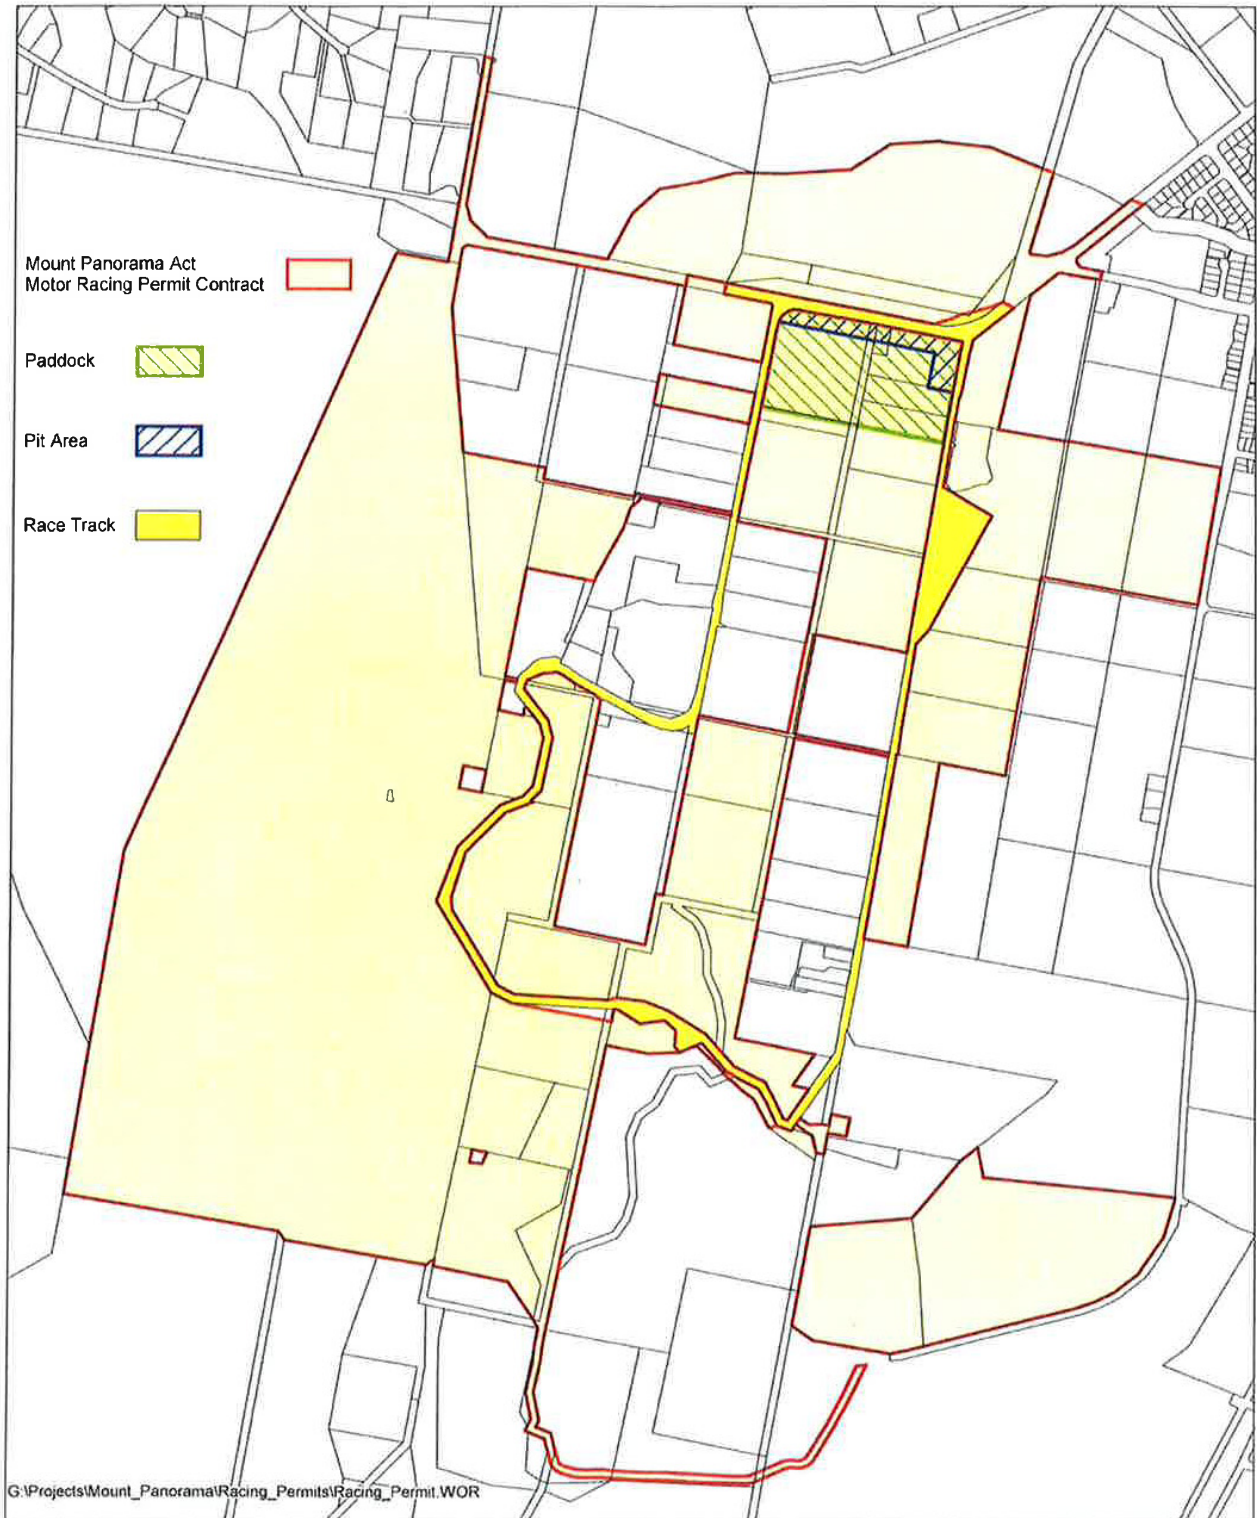 Mount Panorama Act
Motor Racing Permit Contract
Paddock
Pit Area
Race Track
G:\Projects\Mount_Panorama\Racing_Permits\Racing_Permit.WOR